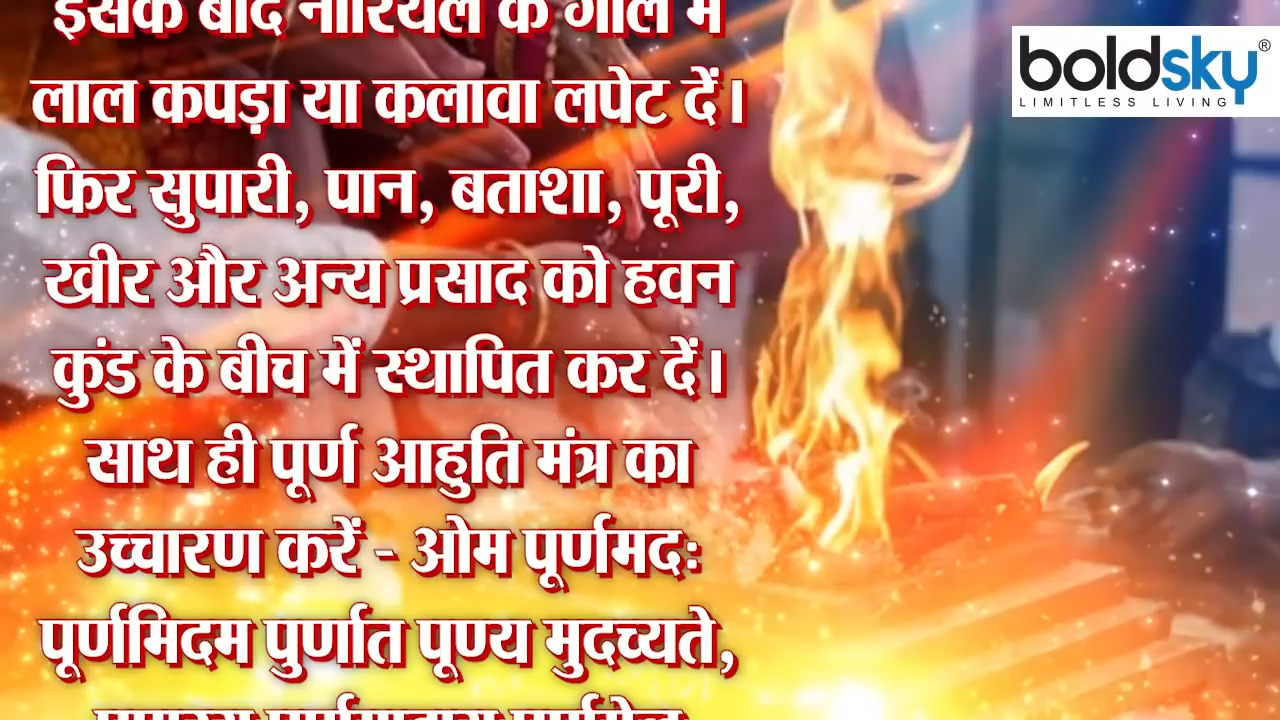 इसके बाद नारियल के गोले में
लाल कपड़ा या कलावा लपेट दें।
फिर सुपारी, पान, बताशा, पूरी,
खीर और अन्य प्रसाद को हवन
कुंड के बीच में स्थापित कर दें।
साथ ही पूर्ण आहुति मंत्र का
उच्चारण करें - ओम पूर्णमदः
पूर्णमिदम पुर्णात पूण्य मुदच्यते,
boldsky®
LIMITLESS LIVING